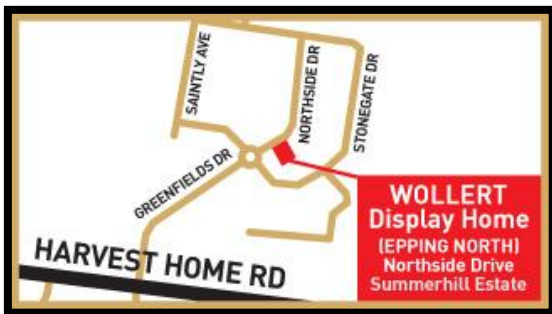 SAINTLY AVE
NORTHSIDE DR
STONEGATE DR
GREENFIELDS DR
HARVEST HOME RD
WOLLERT
Display Home
(EPPING NORTH)
Northside Drive
Summerhill Estate